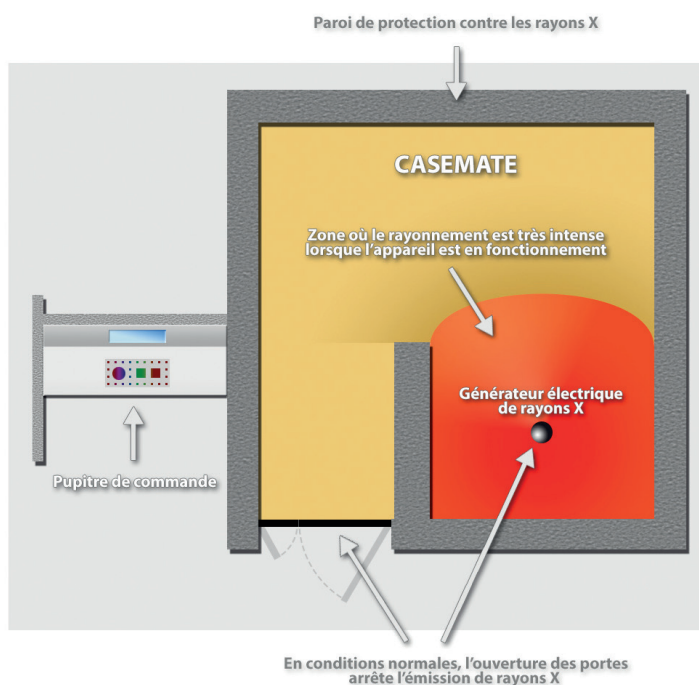 Paroi de protection contre les rayons X
CASEMATE
Zone où le rayonnement est très intense
lorsque l'appareil est en fonctionnement
Générateur électrique
de rayons X
Pupitre de commande
En conditions normales, l'ouverture des portes
arrête l'émission de rayons X